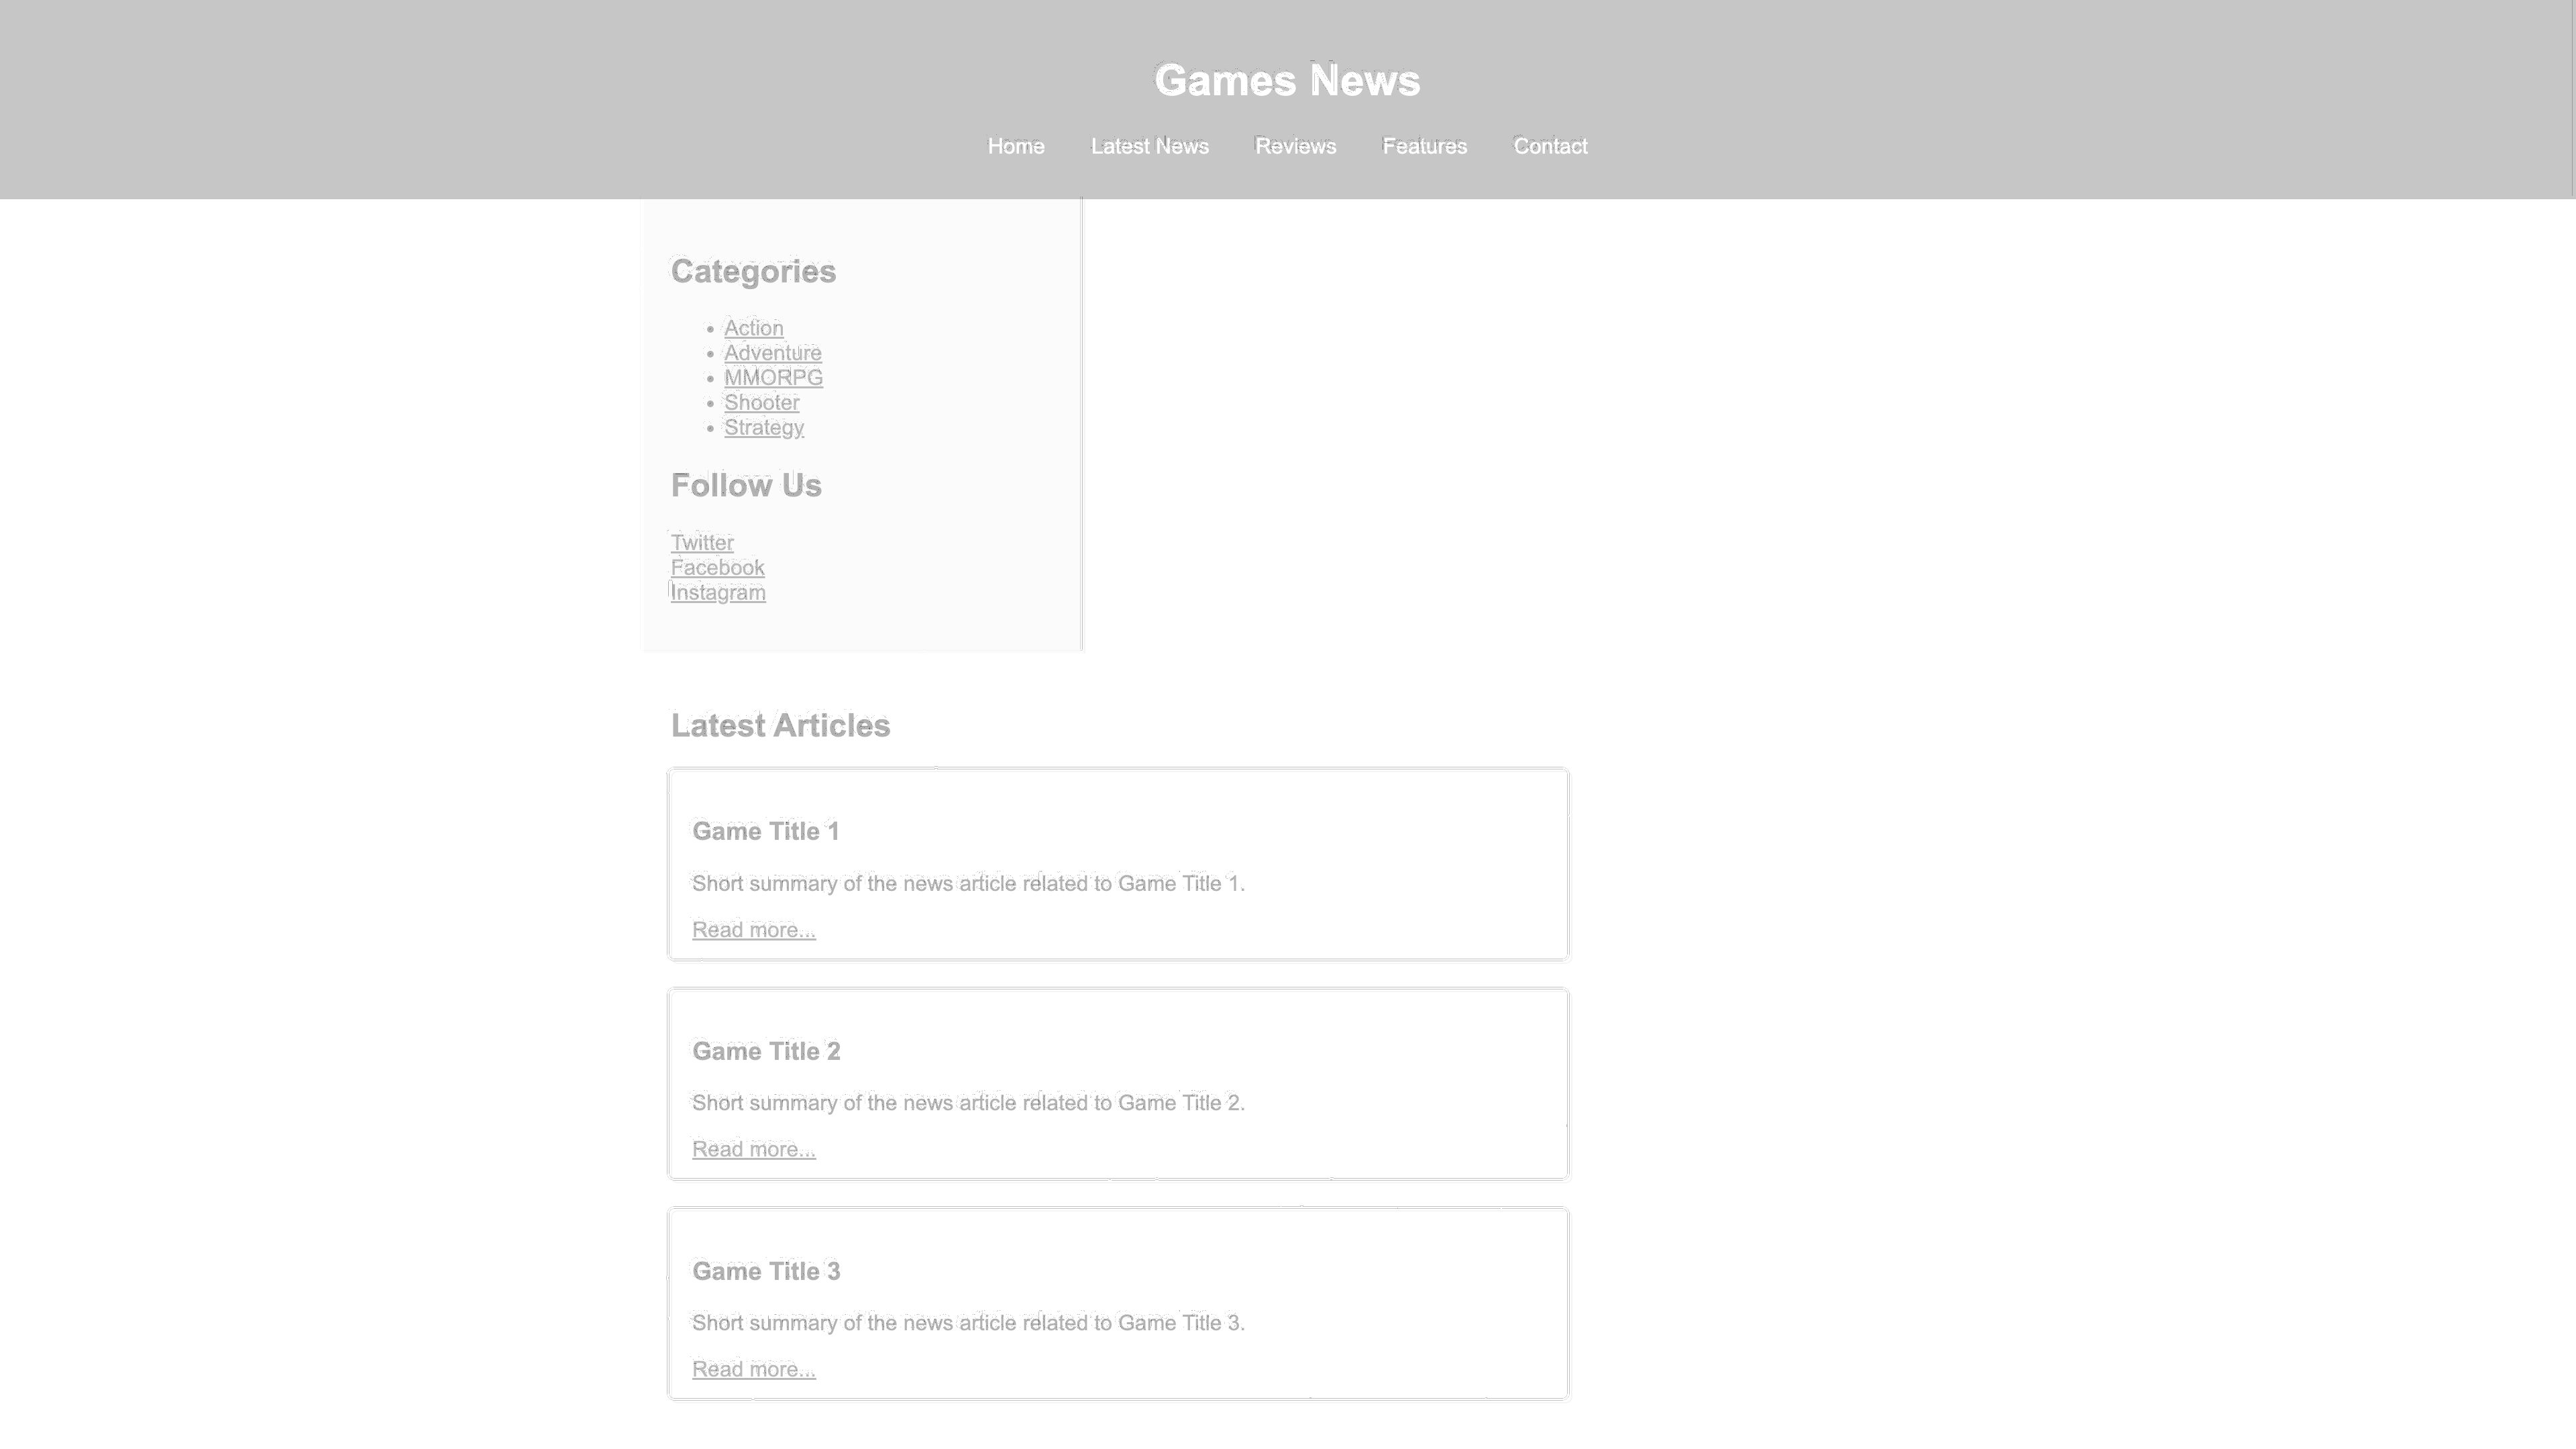 Games News
Home Latest News Reviews Features Contact
Categories
Action
Adventure
MMORPG
Shooter
Strategy
Follow Us
Twitter
Facebook
Instagram
Latest Articles
Game Title 1
Short summary of the news article related to Game Title 1.
Read more...
Game Title 2
Short summary of the news article related to Game Title 2.
Read more...
Game Title 3
Short summary of the news article related to Game Title 3.
Read more...